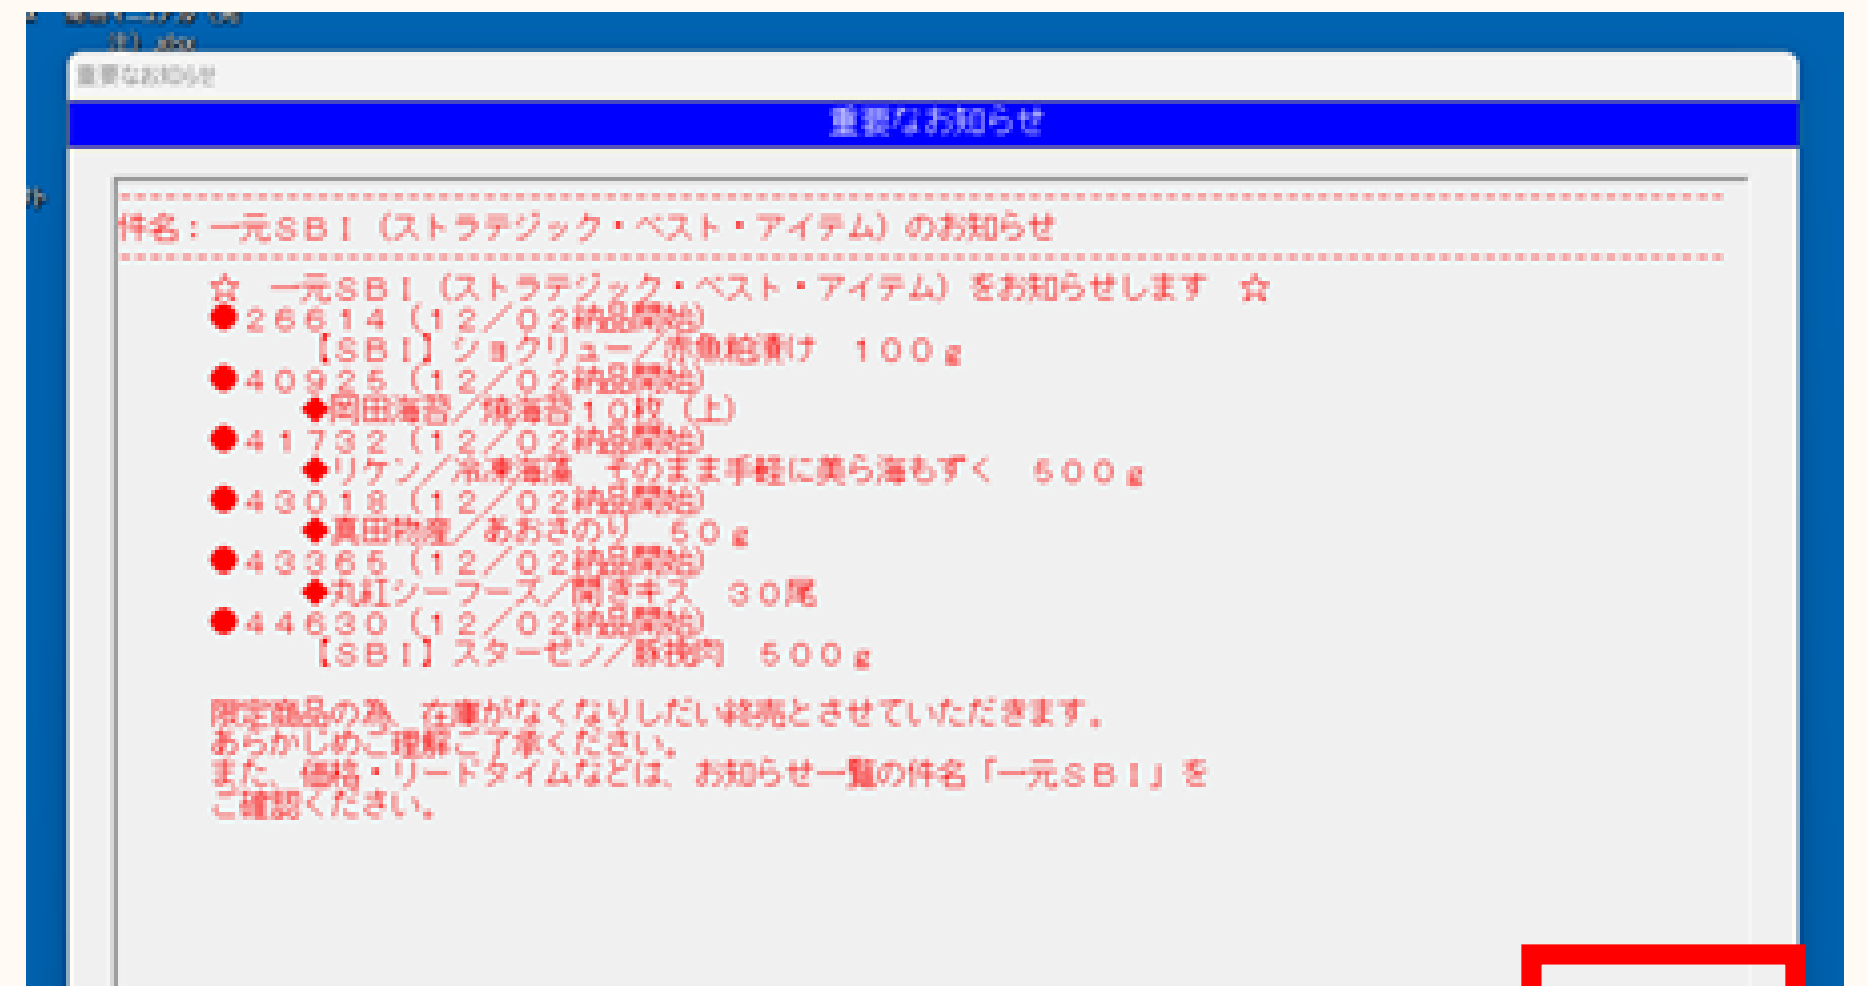 (土).xlsx
重要なお知らせ
重要なお知らせ
件名:一元SBI(ストラテジック・ベスト・アイテム)のお知らせ
☆ 一元SBI(ストラテジック・ベスト・アイテム)をお知らせします ☆
●26614(12/02納品開始)
【SBI】ショクリュー/赤魚粕漬け 100g
●40925(12/02納品開始)
◆岡田海苔/焼海苔10枚(上)
●41732(12/02納品開始)
◆リケン/冷凍海藻 そのまま手軽に美ら海もずく 500g
●43018(12/02納品開始)
◆真田物産/あおさのり 50g
●43365(12/02納品開始)
◆丸紅シーフーズ/開きキス 30尾
●44630(12/02納品開始)
【SBI】スターゼン/豚挽肉 500g
限定商品の為、在庫がなくなりしだい終売とさせていただきます。
あらかじめご理解ご了承ください。
また、価格・リードタイムなどは、お知らせ一覧の件名「一元SBI」を
ご確認ください。